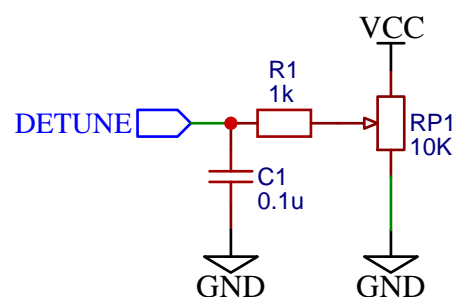 VCC
R1
1k
DETUNE
RP1
10K
C1
0.1u
GND
GND